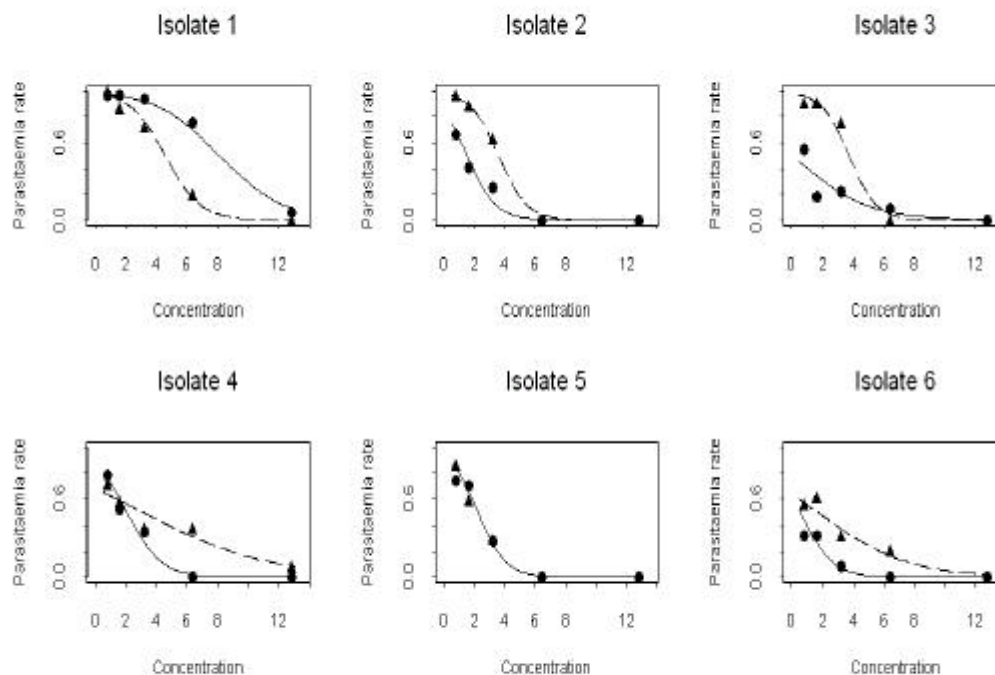 Isolate 1
Isolate 2
Isolate 3
Parasitaemia rate
0.0 0.6
0 2 4 6 8 12
Concentration
Parasitaemia rate
0.0 0.6
0 2 4 6 8 12
Concentration
Parasitaemia rate
0.0 0.6
0 2 4 6 8 12
Concentration
Isolate 4
Isolate 5
Isolate 6
Parasitaemia rate
0.0 0.6
0 2 4 6 8 12
Concentration
Parasitaemia rate
0.0 0.6
0 2 4 6 8 12
Concentration
Parasitaemia rate
0.0 0.6
0 2 4 6 8 12
Concentration